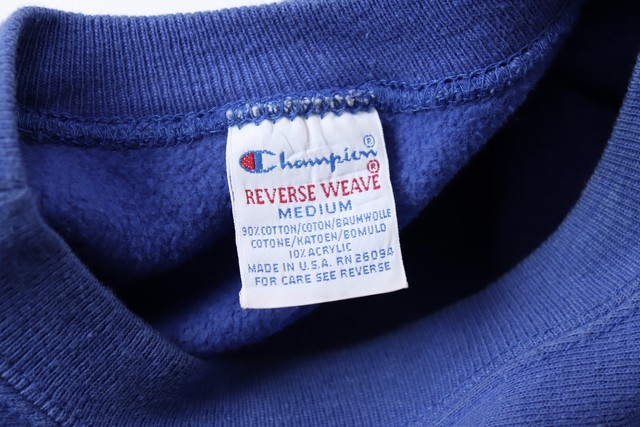 Champion®
REVERSE WEAVE®
MEDIUM
90% COTTON/COTON/BAUMWOLLE
COTONE/KATOEN/BOMULD
10% ACRYLIC
MADE IN U.S.A. RN 26094
FOR CARE SEE REVERSE